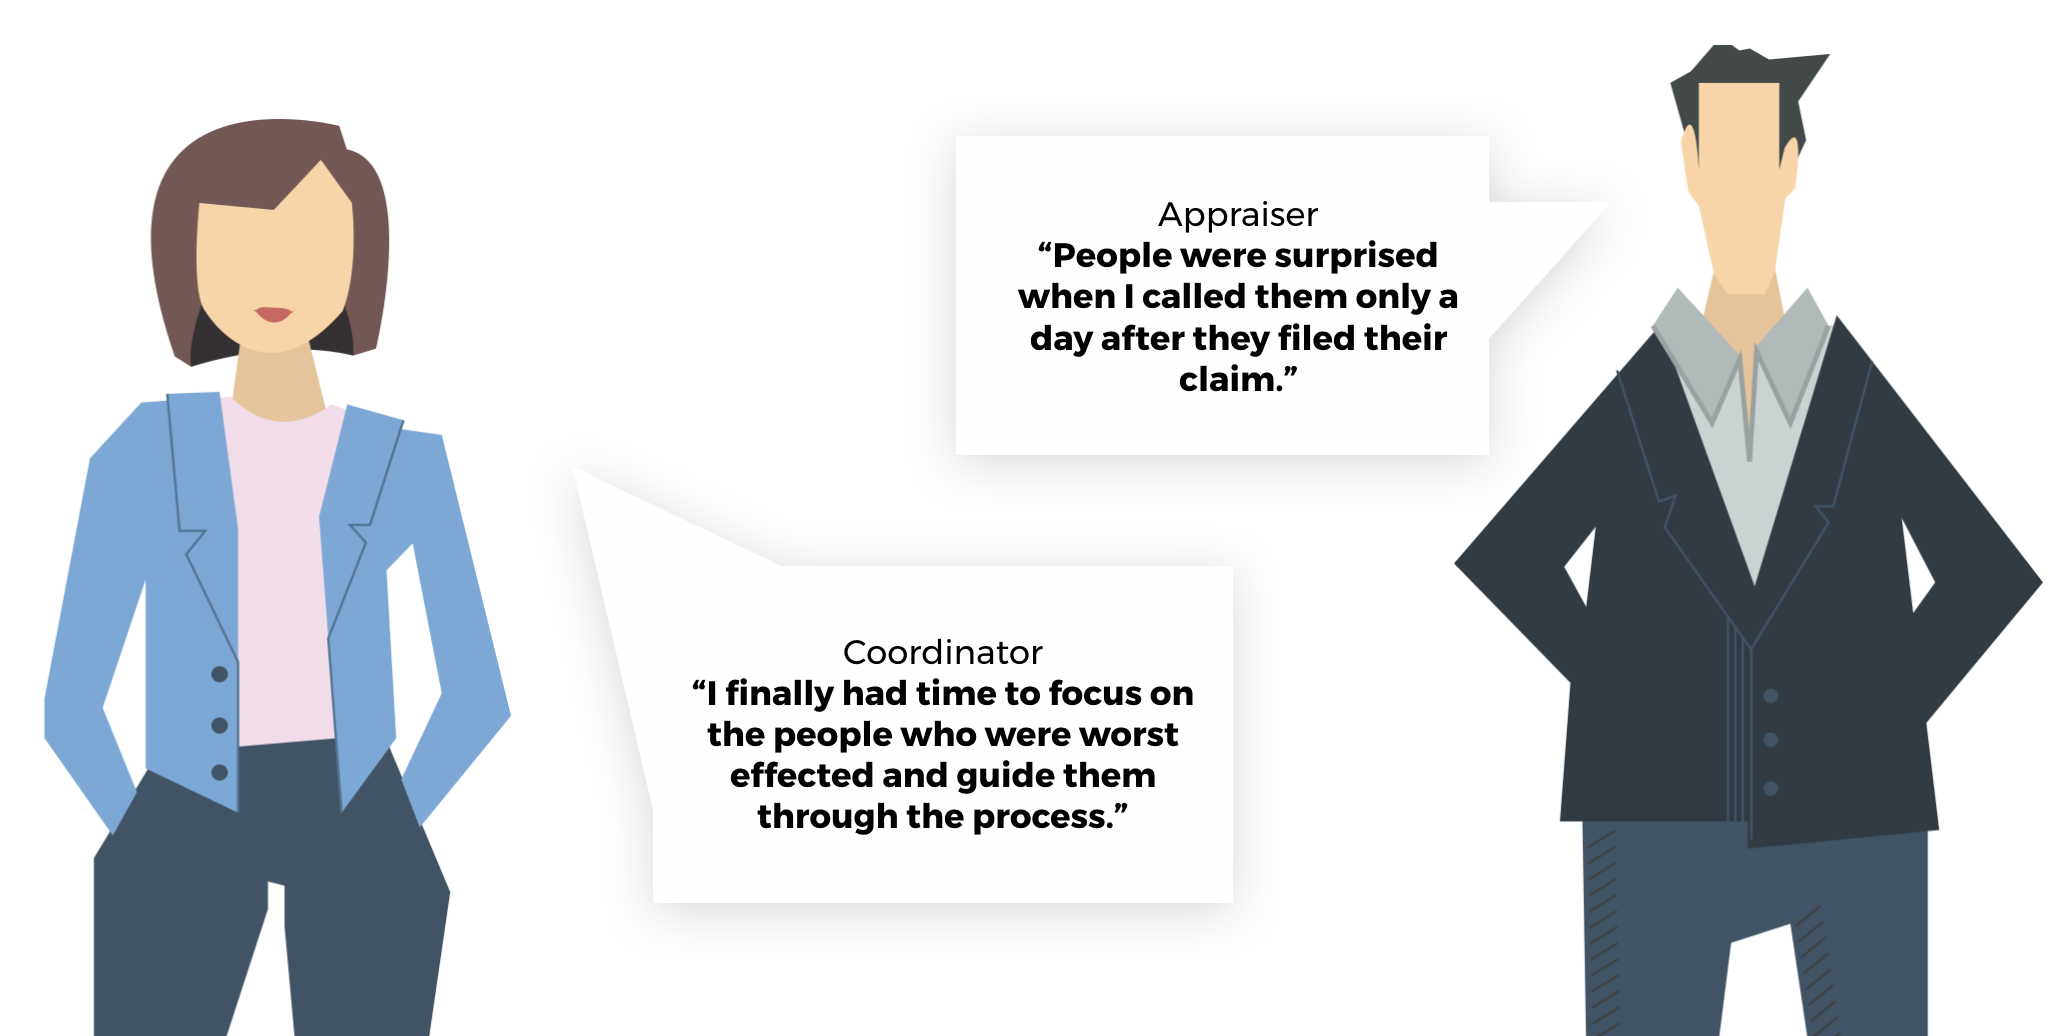 Appraiser
“People were surprised
when I called them only a
day after they filed their
claim.”
Coordinator
“I finally had time to focus on
the people who were worst
effected and guide them
through the process.”